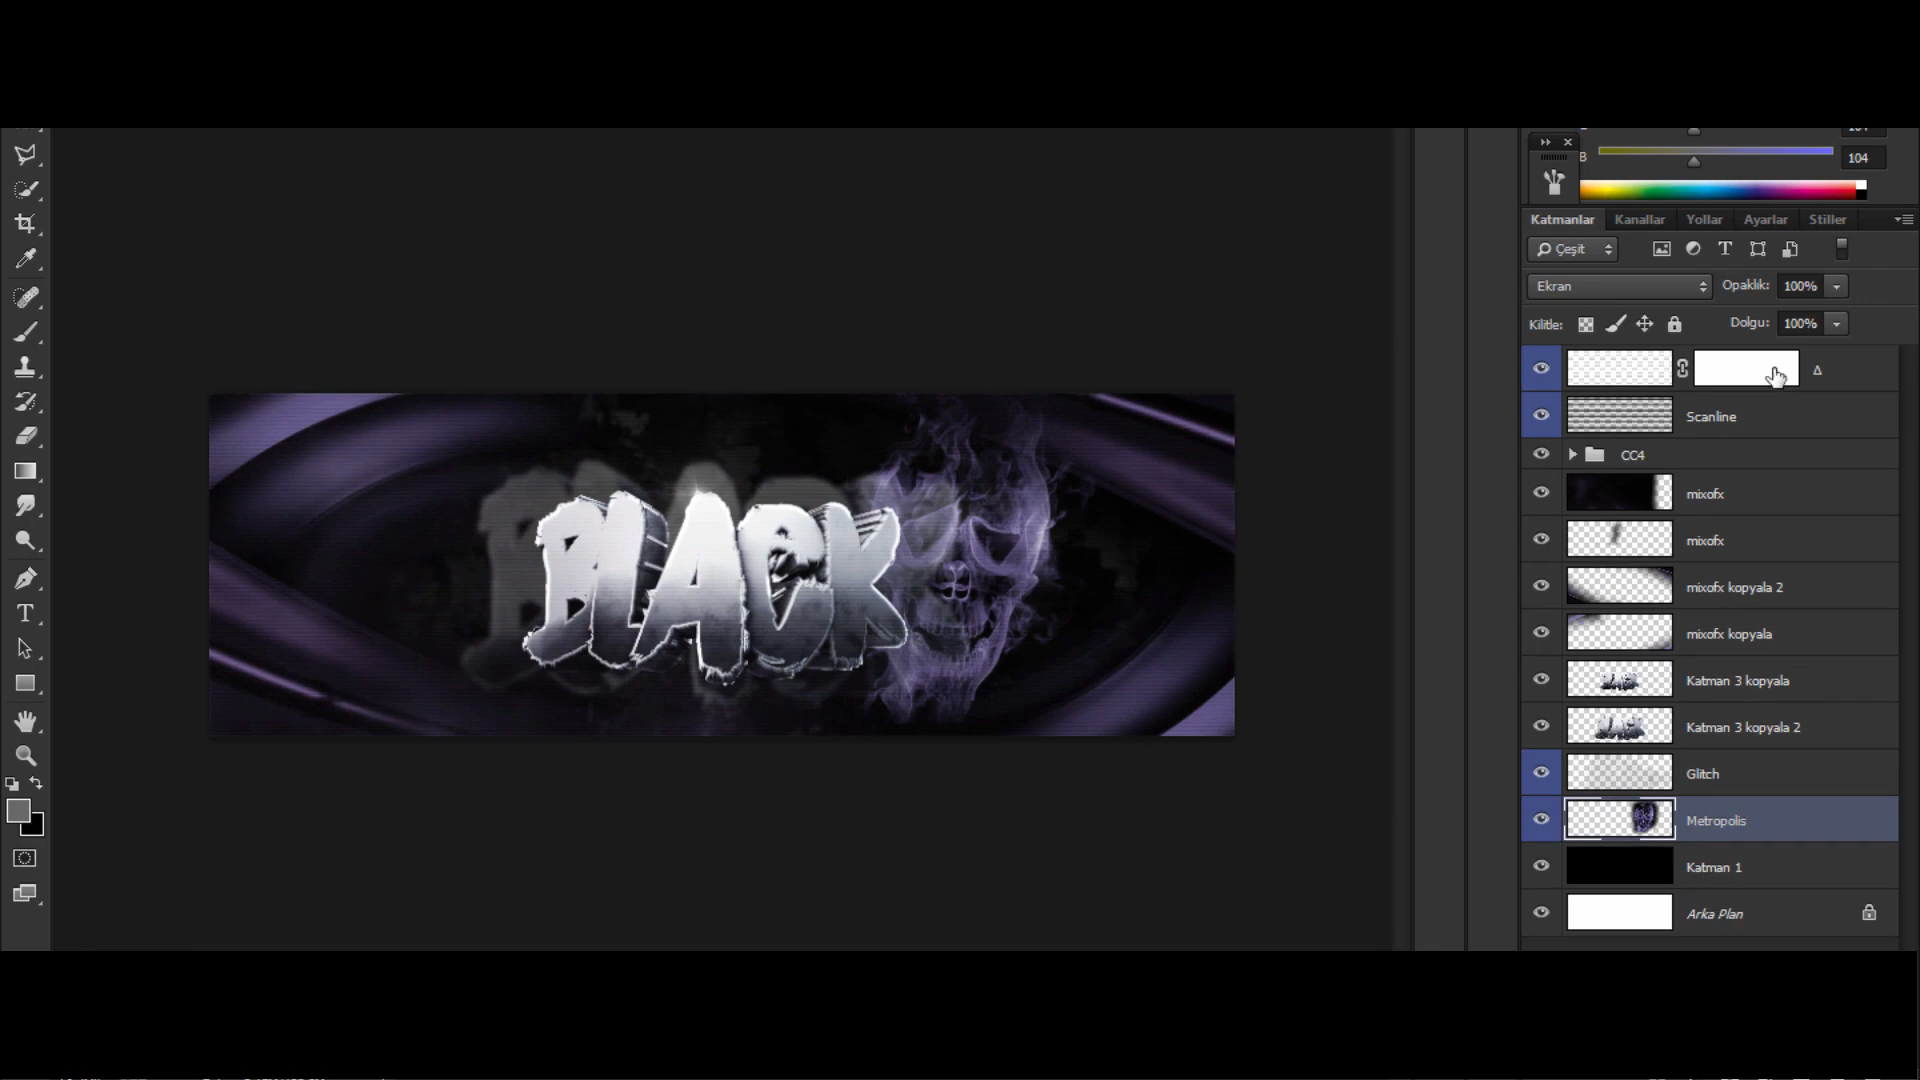 B 104
Katmanlar Kanallar Yollar Ayarlar Stiller
Çeşit
Ekran Opaklık: 100%
Kilitle: Dolgu: 100%
Δ
Scanline
CC4
mixofx
mixofx
mixofx kopyala 2
mixofx kopyala
Katman 3 kopyala
Katman 3 kopyala 2
Glitch
Metropolis
Katman 1
Arka Plan
BLACK